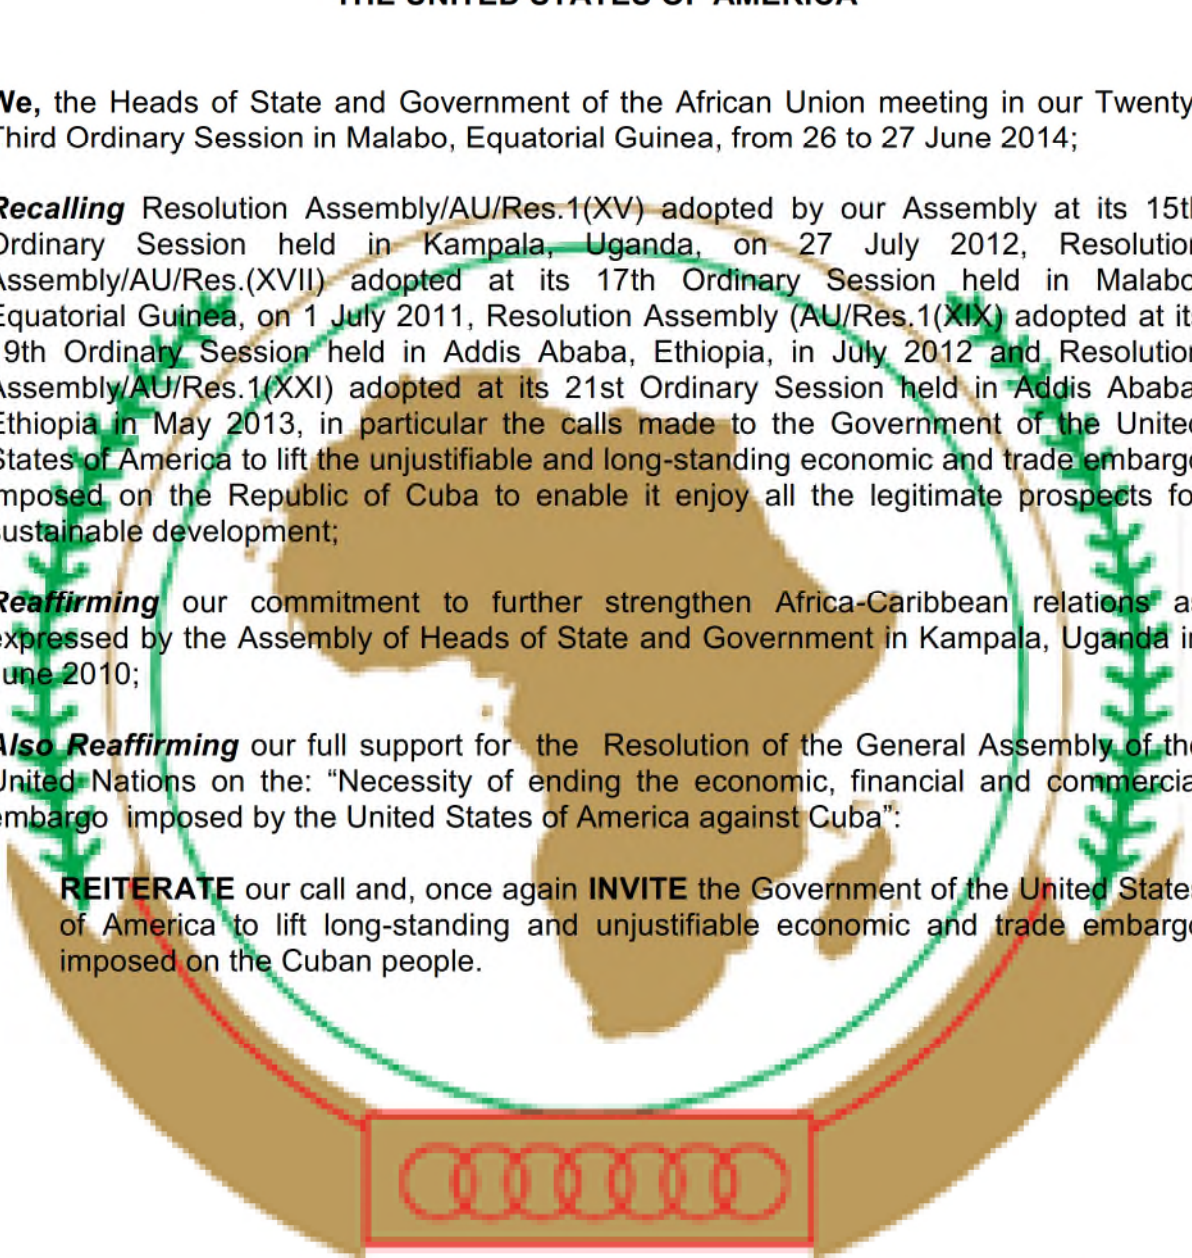 THE UNITED STATES OF AMERICA
We, the Heads of State and Government of the African Union meeting in our Twenty-
Third Ordinary Session in Malabo, Equatorial Guinea, from 26 to 27 June 2014;
Recalling Resolution Assembly/AU/Res.1(XV) adopted by our Assembly at its 15th
Ordinary Session held in Kampala, Uganda, on 27 July 2012, Resolution
Assembly/AU/Res.(XVII) adopted at its 17th Ordinary Session held in Malabo,
Equatorial Guinea, on 1 July 2011, Resolution Assembly (AU/Res.1(XIX) adopted at its
19th Ordinary Session held in Addis Ababa, Ethiopia, in July 2012 and Resolution
Assembly/AU/Res.1(XXI) adopted at its 21st Ordinary Session held in Addis Ababa,
Ethiopia in May 2013, in particular the calls made to the Government of the United
States of America to lift the unjustifiable and long-standing economic and trade embargo
imposed on the Republic of Cuba to enable it enjoy all the legitimate prospects for
sustainable development;
Reaffirming our commitment to further strengthen Africa-Caribbean relations as
expressed by the Assembly of Heads of State and Government in Kampala, Uganda in
June 2010;
Also Reaffirming our full support for the Resolution of the General Assembly of the
United Nations on the: “Necessity of ending the economic, financial and commercial
embargo imposed by the United States of America against Cuba”:
REITERATE our call and, once again INVITE the Government of the United States
of America to lift long-standing and unjustifiable economic and trade embargo
imposed on the Cuban people.